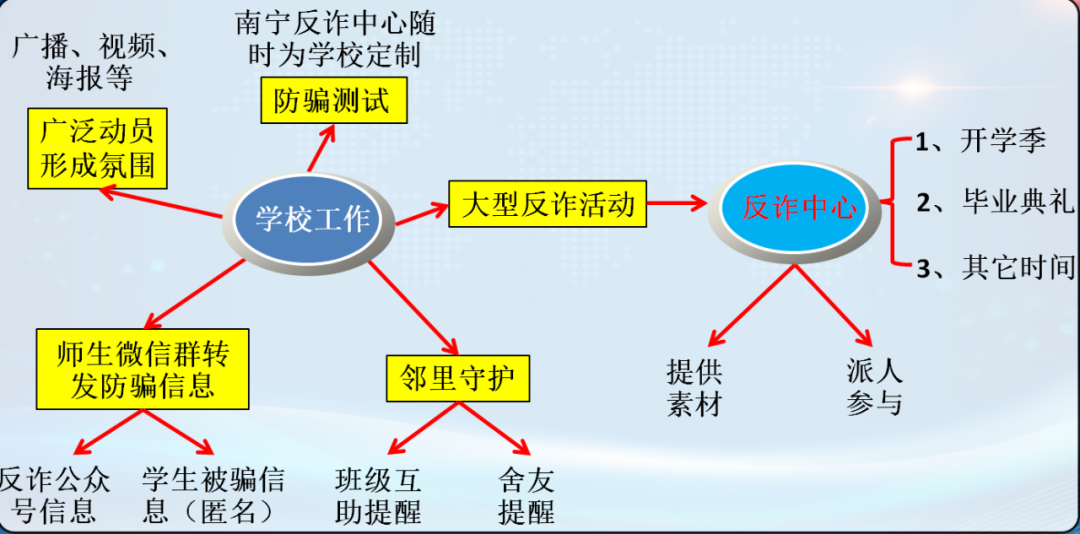 广播、视频、
海报等
广泛动员
形成氛围
南宁反诈中心随
时为学校定制
防骗测试
学校工作
大型反诈活动
反诈中心
1、开学季
2、毕业典礼
3、其它时间
提供
素材
派人
参与
师生微信群转
发防骗信息
反诈公众
号信息
学生被骗信
息（匿名）
邻里守护
班级互
助提醒
舍友
提醒